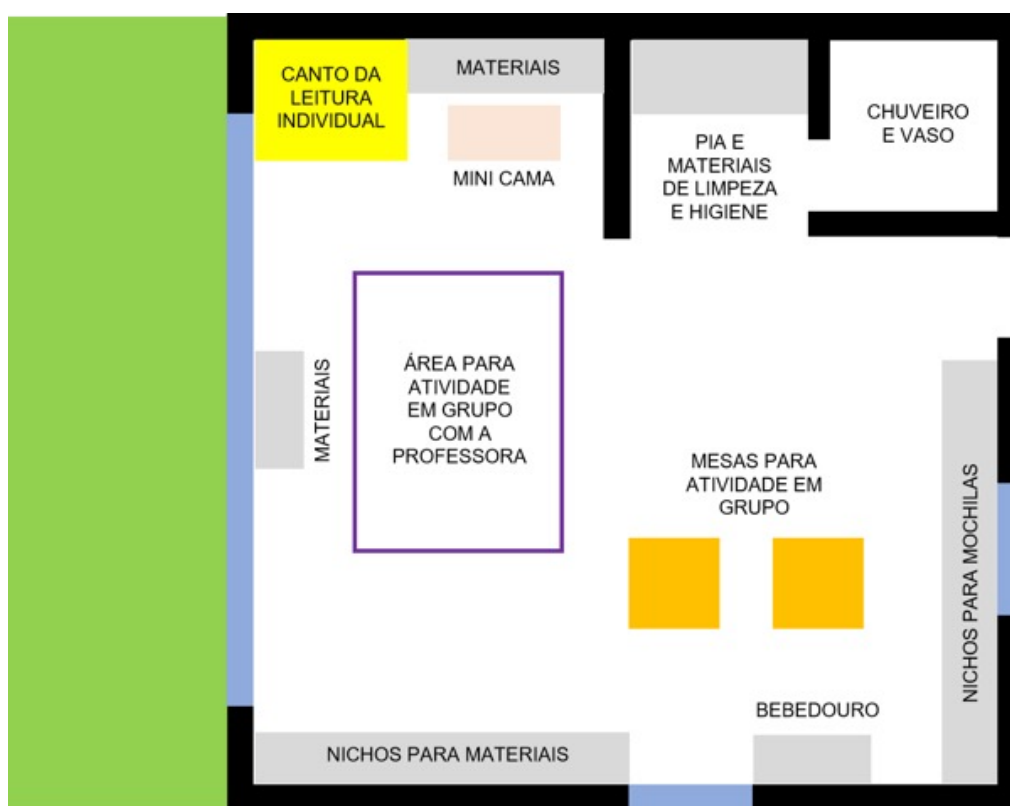 CANTO DA
LEITURA
INDIVIDUAL
MATERIAIS
MINI CAMA
PIA E
MATERIAIS
DE LIMPEZA
E HIGIENE
CHUVEIRO
E VASO
MATERIAIS
ÁREA PARA
ATIVIDADE
EM GRUPO
COM A
PROFESSORA
MESAS PARA
ATIVIDADE EM
GRUPO
NICHOS PARA MOCHILAS
BEBEDOURO
NICHOS PARA MATERIAIS